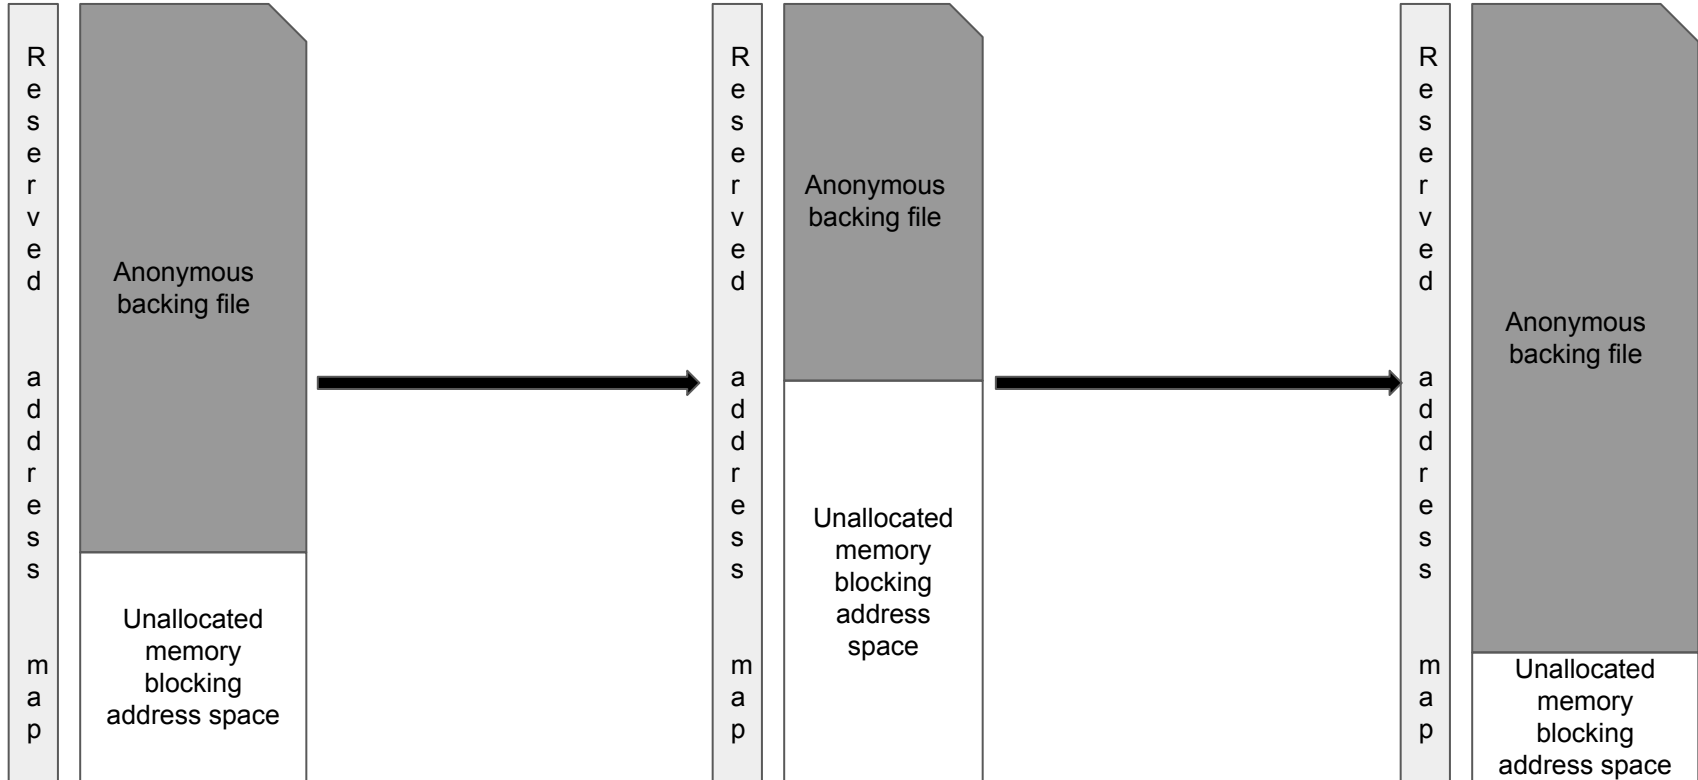 Reserved address map
Anonymous
backing file
Unallocated
memory
blocking
address space
Reserved address map
Anonymous
backing file
Unallocated
memory
blocking
address
space
Reserved address map
Anonymous
backing file
Unallocated
memory
blocking
address space